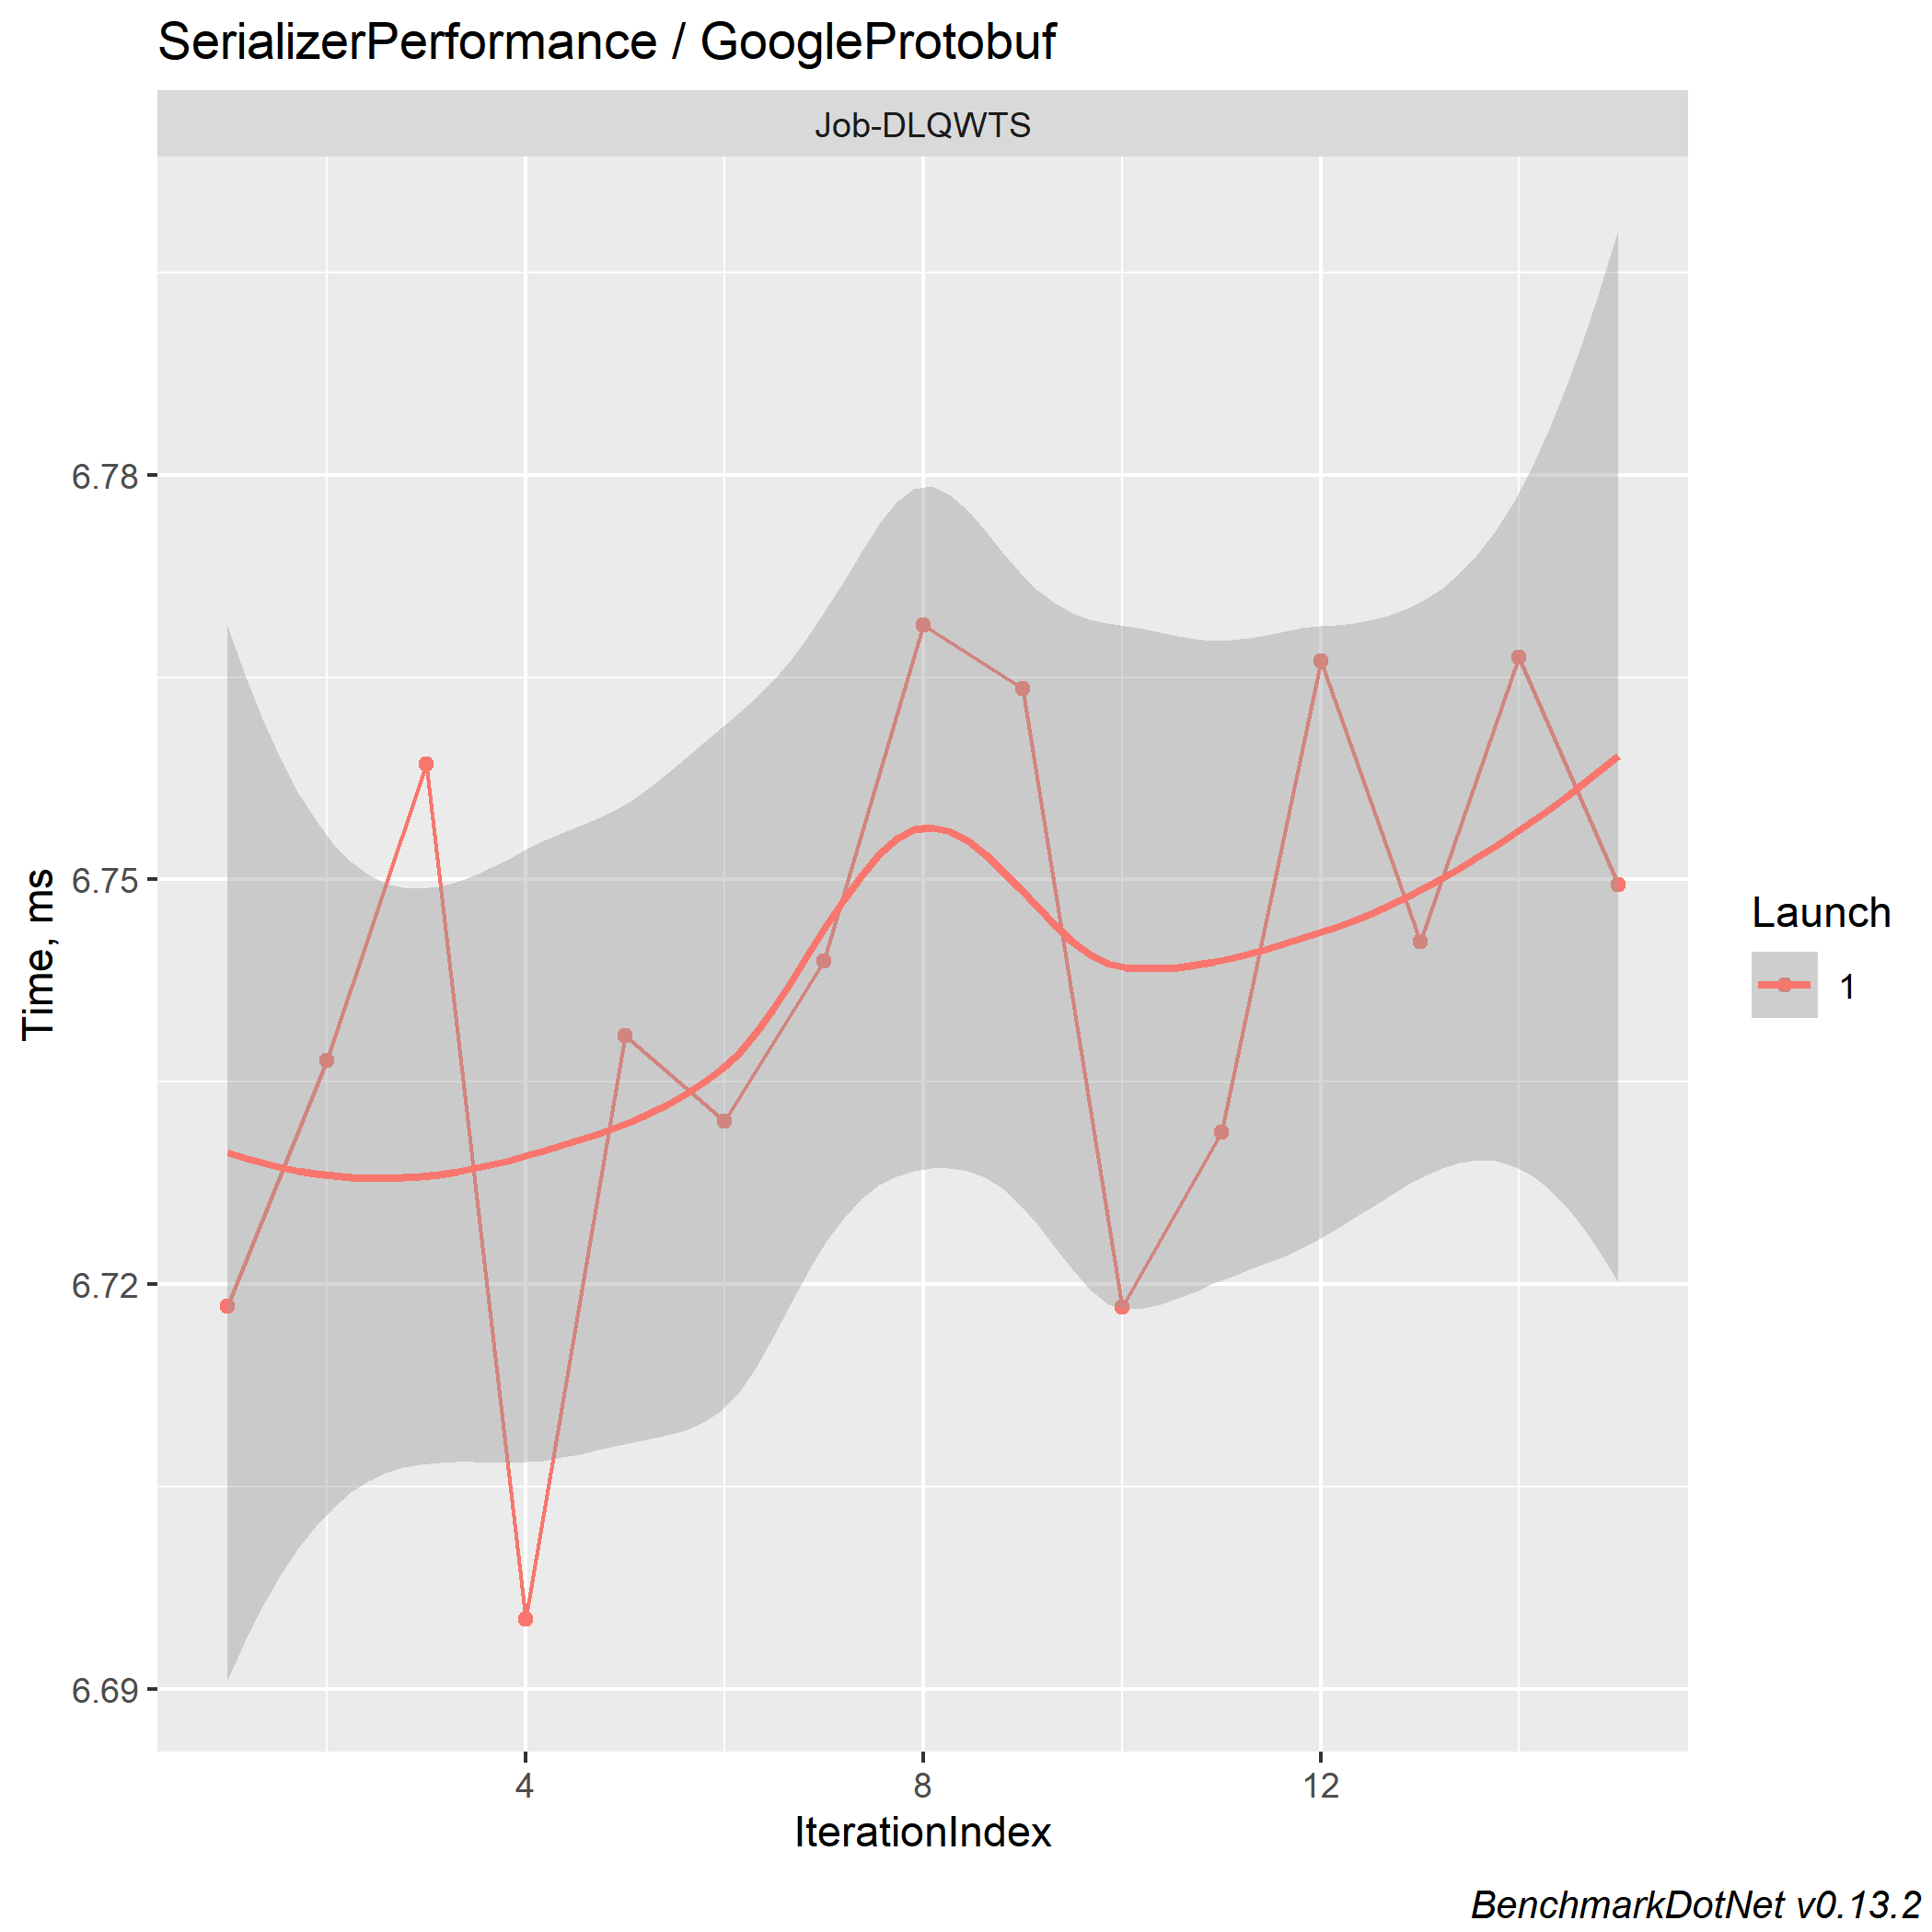 SerializerPerformance / GoogleProtobuf
Job-DLQWTS
6.78
6.75
6.72
6.69
Time, ms
4
8
12
IterationIndex
Launch
1
BenchmarkDotNet v0.13.2